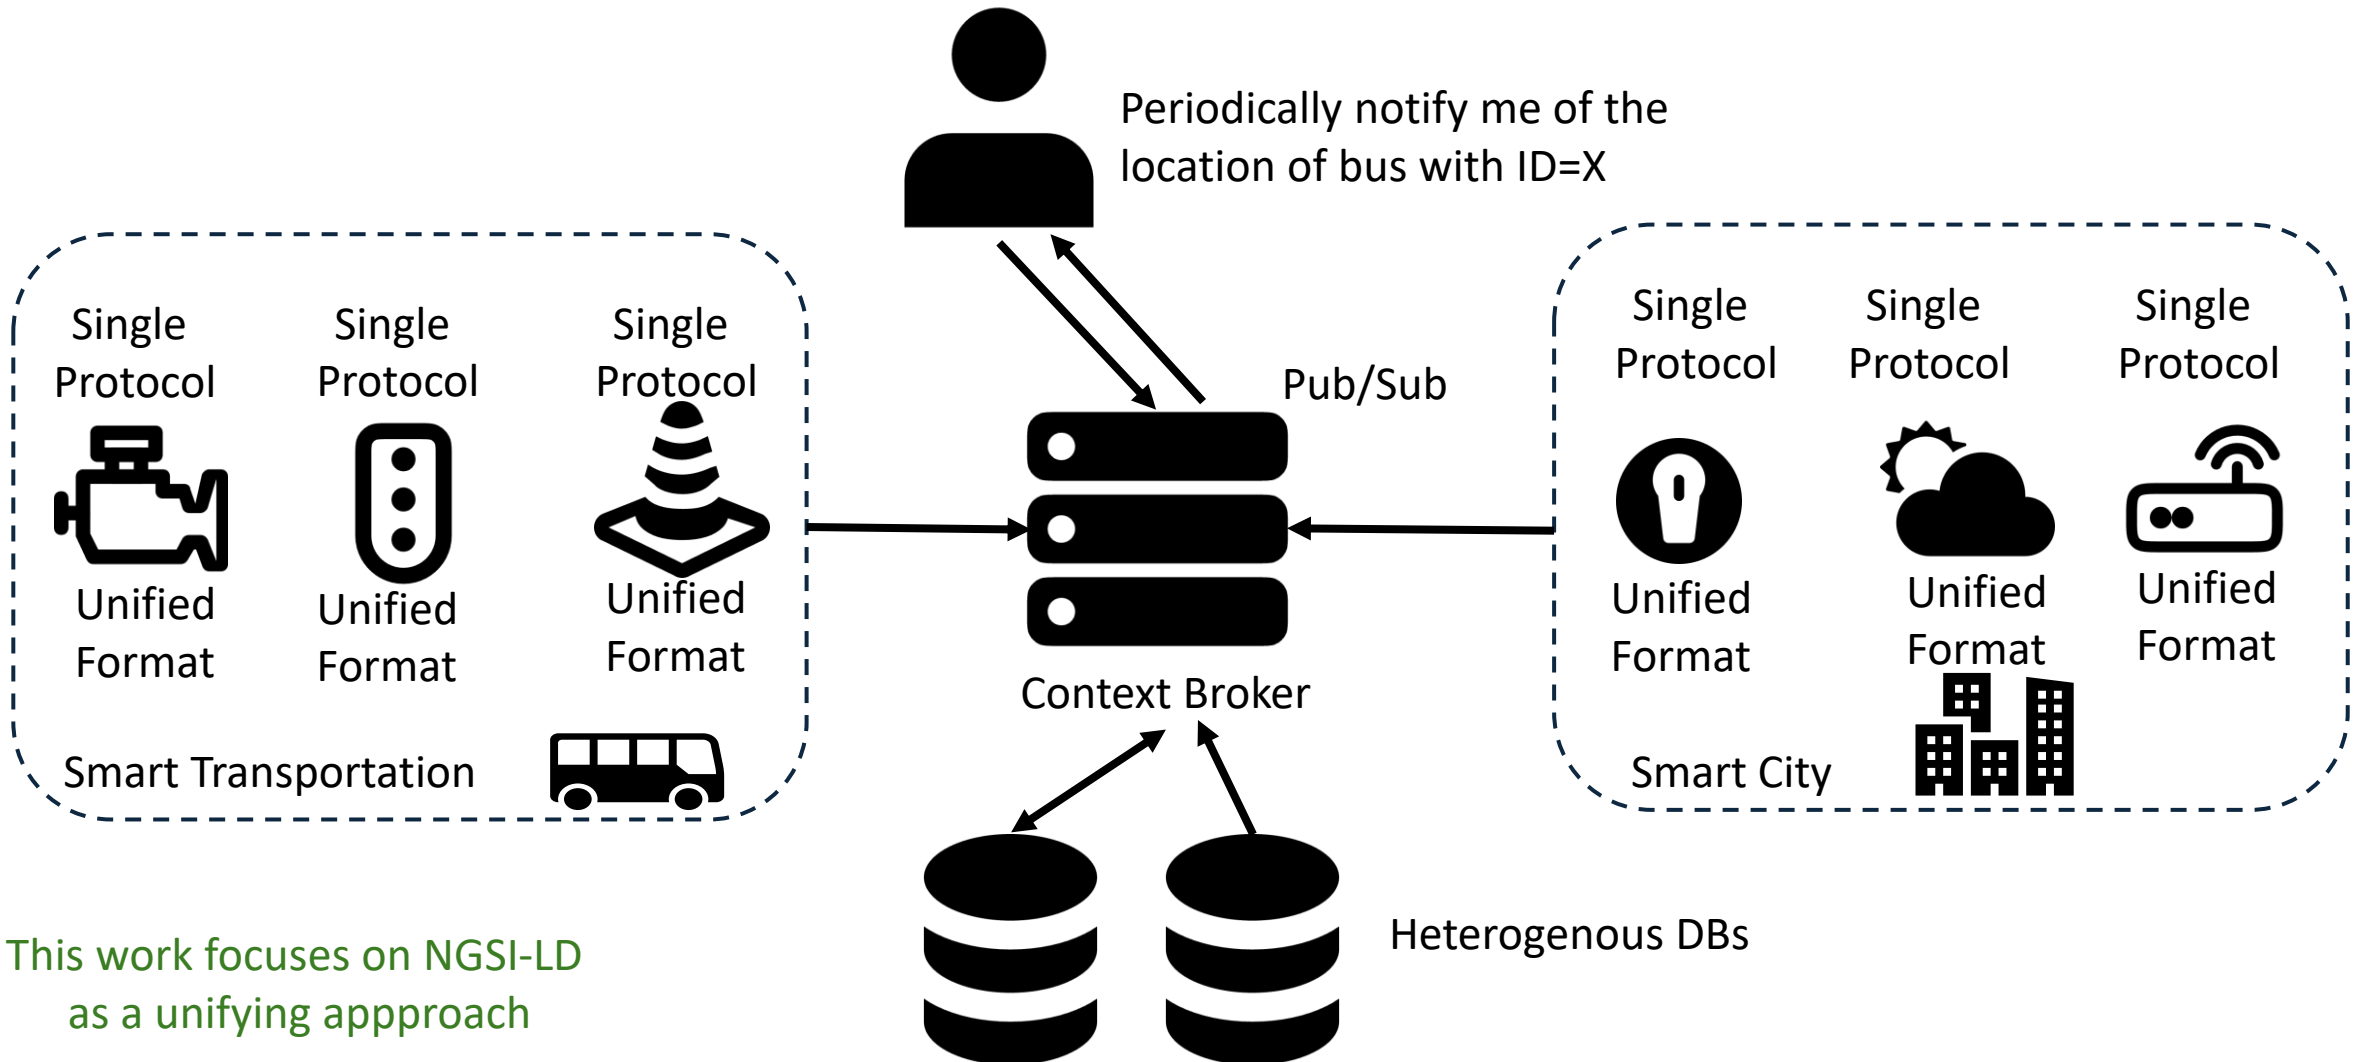 Periodically notify me of the
location of bus with ID=X
Single
Protocol
Single
Protocol
Single
Protocol
Unified
Format
Unified
Format
Unified
Format
Smart Transportation
Pub/Sub
Context Broker
Single
Protocol
Single
Protocol
Single
Protocol
Unified
Format
Unified
Format
Unified
Format
Smart City
Heterogenous DBs
This work focuses on NGSI-LD
as a unifying appproach